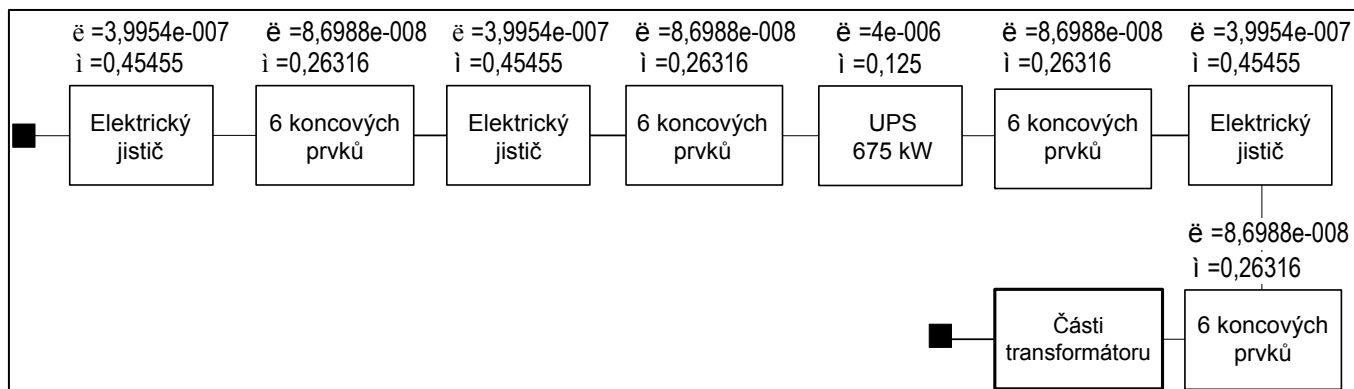 ë =3,9954e-007 ë =8,6988e-008 ë =3,9954e-007 ë =8,6988e-008 ë =4e-006 ë =8,6988e-008 ë =3,9954e-007
ì =0,45455 ì =0,26316 ì =0,45455 ì =0,26316 ì =0,125 ì =0,26316 ì =0,45455
Elektrický 6 koncových Elektrický 6 koncových UPS 6 koncových Elektrický
jistič prvků jistič prvků 675 kW prvků jistič
ë =8,6988e-008
ì =0,26316
Části 6 koncových
transformátoru prvků